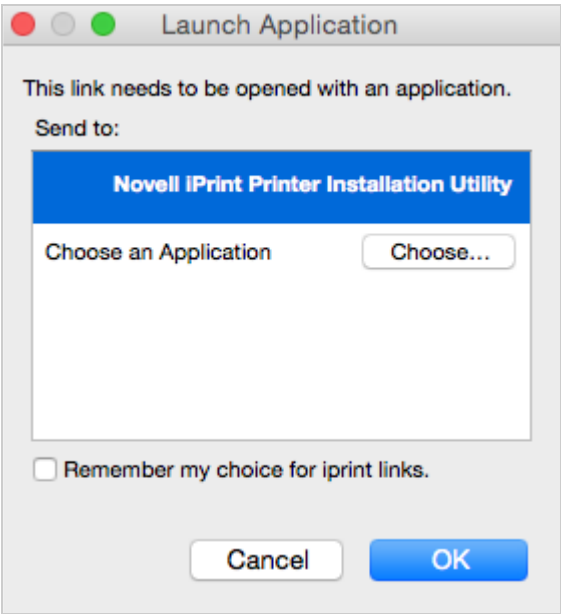 Launch Application
This link needs to be opened with an application.
Send to:
Novell iPrint Printer Installation Utility
Choose an Application
Choose...
Remember my choice for iprint links.
Cancel
OK